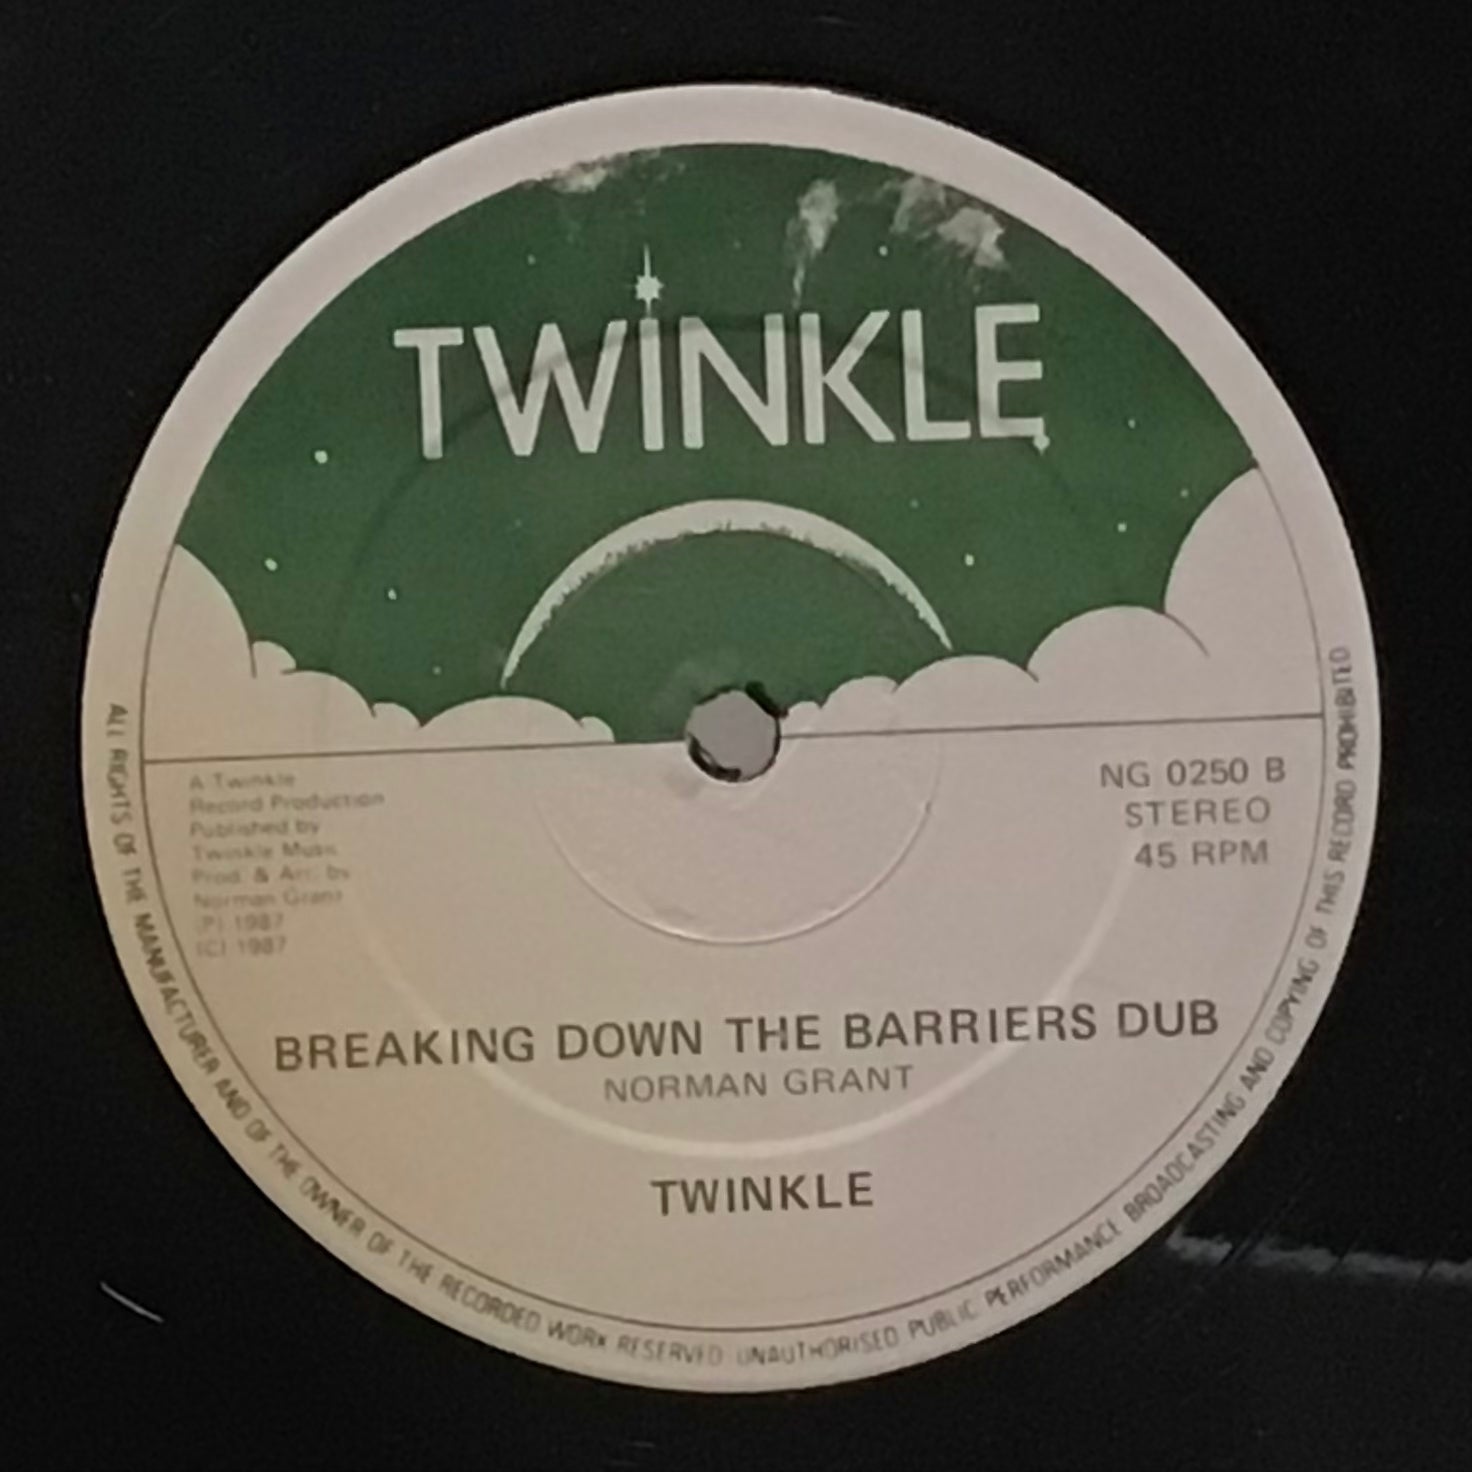 TWINKLE
A Twinkle
Record Production
Published by
Twinkle Music
Prod. & Arr. by
Norman Grant
(P) 1987
(C) 1987
NG 0250 B
STEREO
45 RPM
BREAKING DOWN THE BARRIERS DUB
NORMAN GRANT
TWINKLE
ALL RIGHTS OF THE MANUFACTURER AND OF THE OWNER OF THE RECORDED WORK RESERVED UNAUTHORISED PUBLIC PERFORMANCE BROADCASTING AND COPYING OF THIS RECORD PROHIBITED